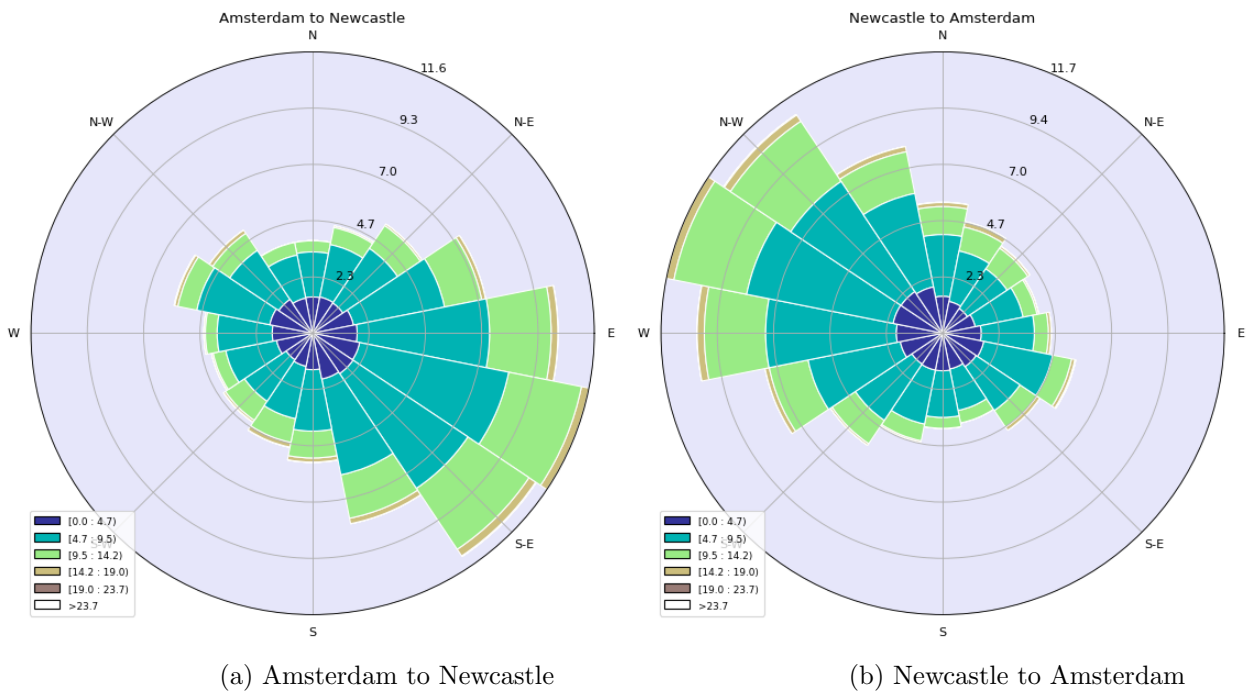 Amsterdam to Newcastle
N
N-W
N-E
W
E
S-W
S-E
S
2.3
4.7
7.0
9.3
11.6
[0.0 : 4.7)
[4.7 : 9.5)
[9.5 : 14.2)
[14.2 : 19.0)
[19.0 : 23.7)
>23.7
(a) Amsterdam to Newcastle
Newcastle to Amsterdam
N
N-W
N-E
W
E
S-W
S-E
S
2.3
4.7
7.0
9.4
11.7
[0.0 : 4.7)
[4.7 : 9.5)
[9.5 : 14.2)
[14.2 : 19.0)
[19.0 : 23.7)
>23.7
(b) Newcastle to Amsterdam